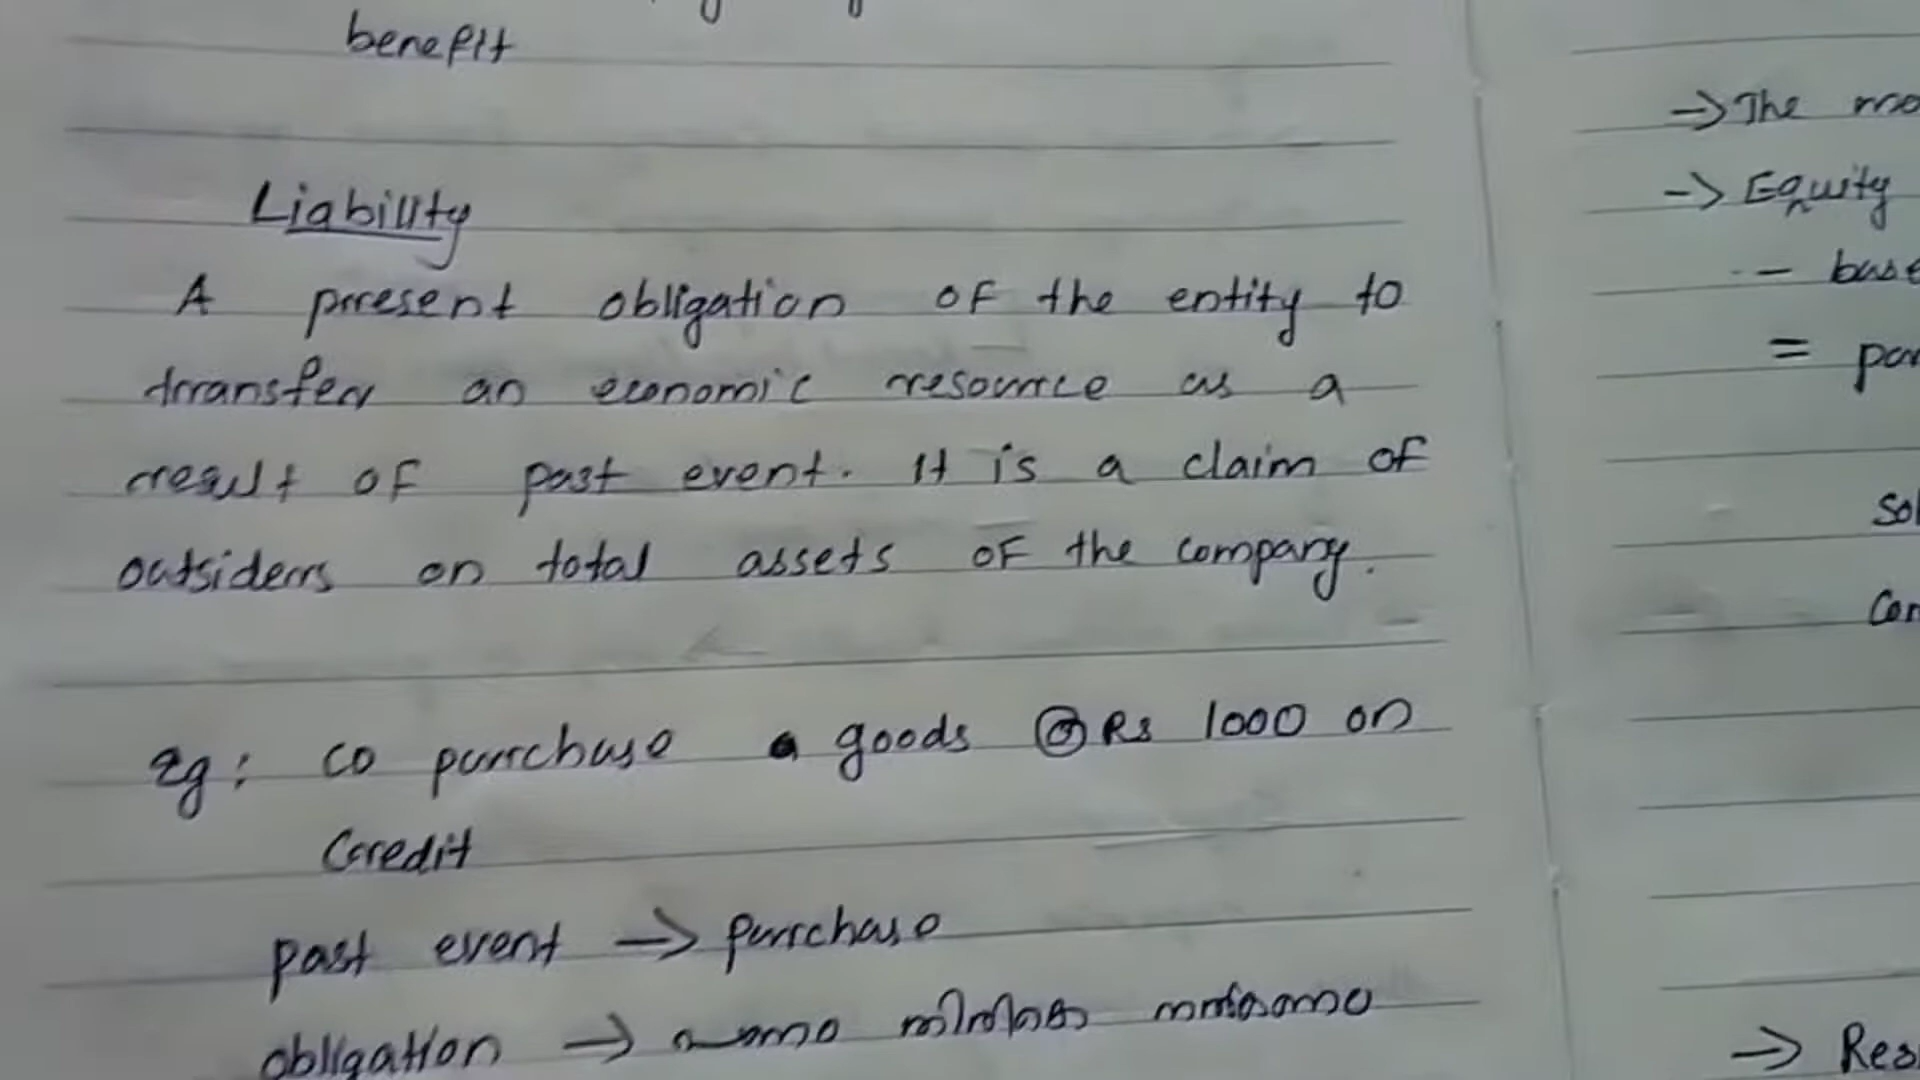 benefit
Liability
A present obligation of the entity to
transfer an economic resource as a
result of past event. It is a claim of
outsiders on total assets of the company.
eg: co purchase a goods @ Rs 1000 on
Credit
past event → purchase
obligation → പണം തിരികെ നൽകണം
→ The
→ Equity
-
=
→